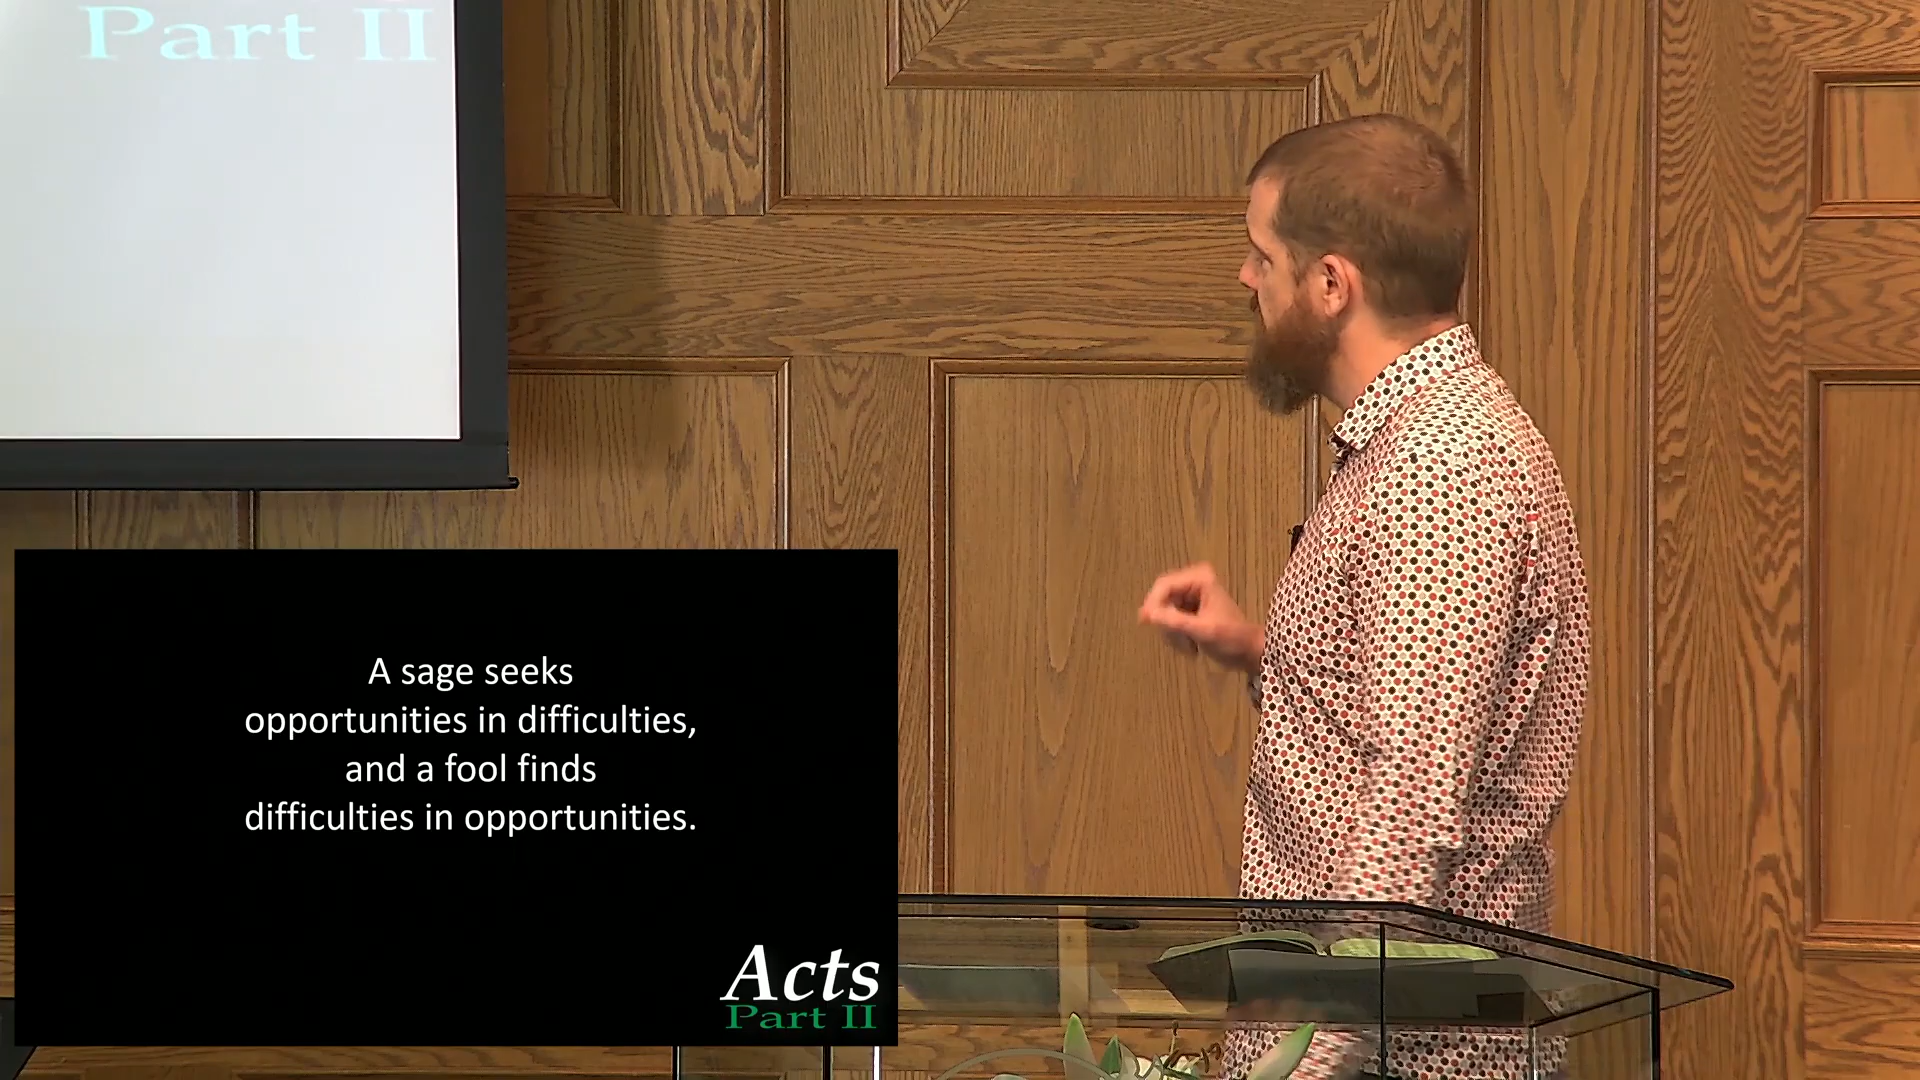 Part II
A sage seeks
opportunities in difficulties,
and a fool finds
difficulties in opportunities.
Acts
Part II